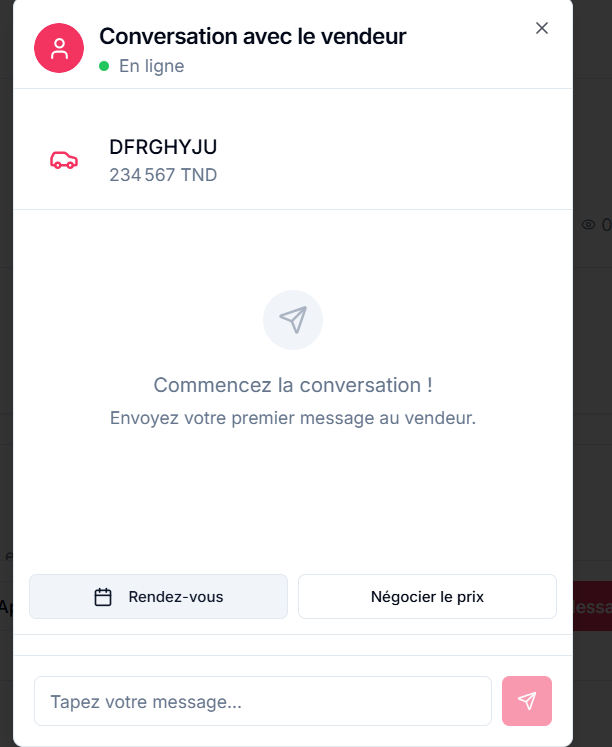 Conversation avec le vendeur
En ligne
DFRGHYJU
234 567 TND
0
Commencez la conversation !
Envoyez votre premier message au vendeur.
Rendez-vous
Négocier le prix
Tapez votre message...